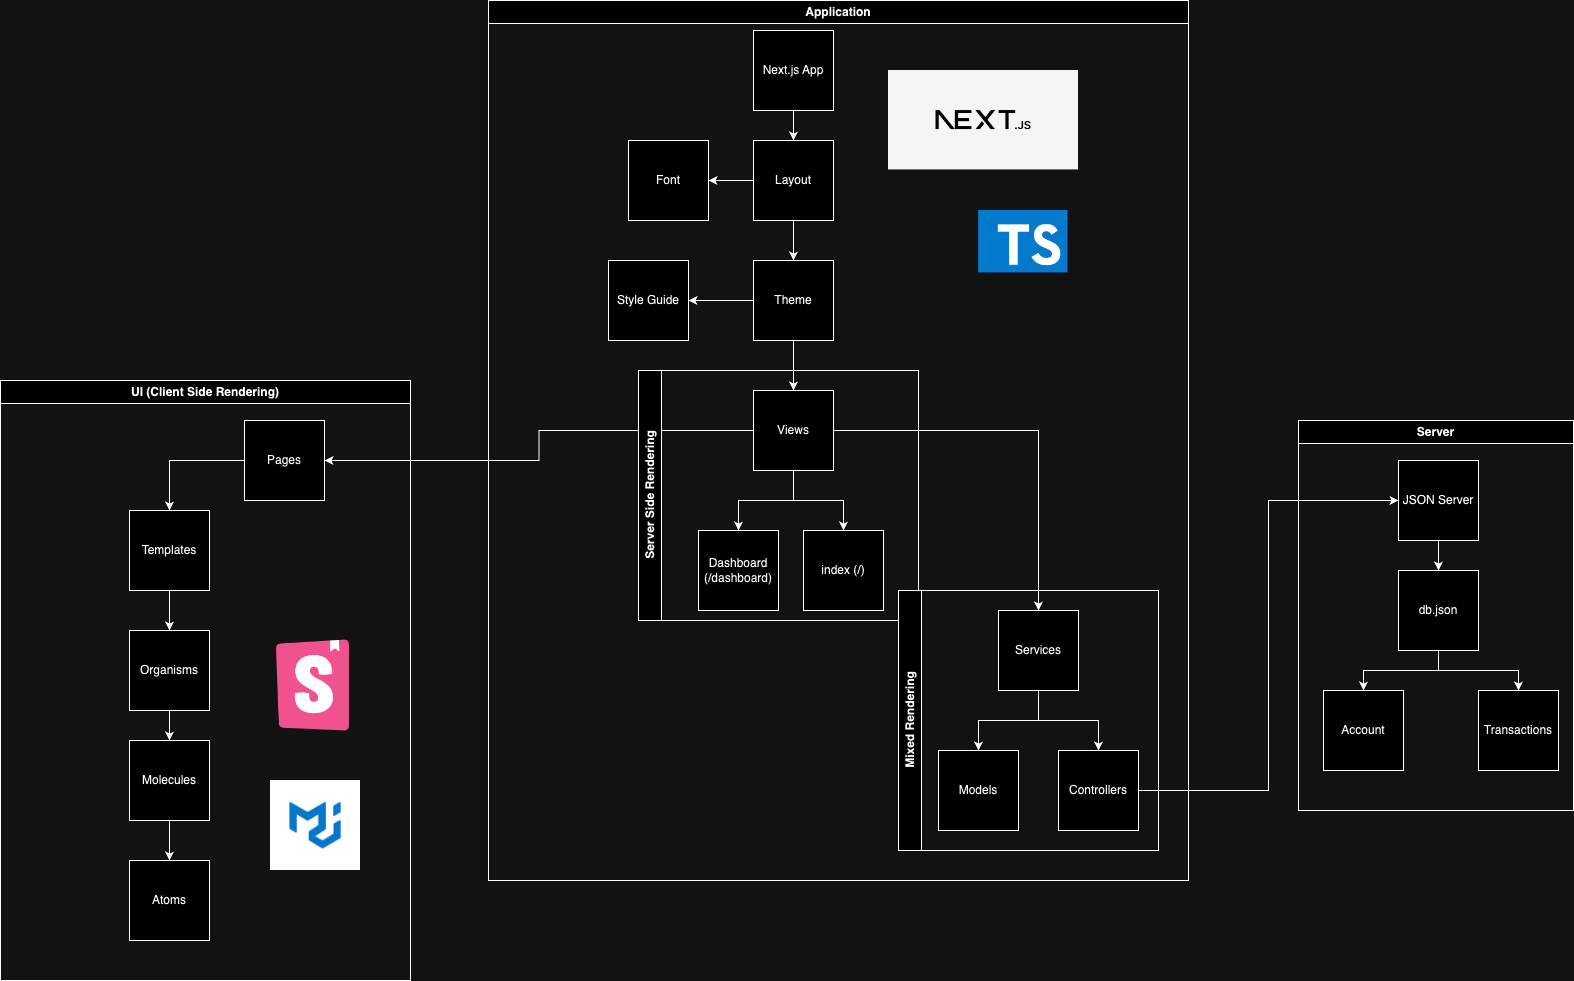 Application
Next.js App
NEXT.JS
Font
Layout
TS
Style Guide
Theme
UI (Client Side Rendering)
Pages
Templates
Organisms
S
Molecules
Atoms
Server Side Rendering
Views
Dashboard
(/dashboard)
index (/)
Mixed Rendering
Services
Models
Controllers
Server
JSON Server
db.json
Account
Transactions